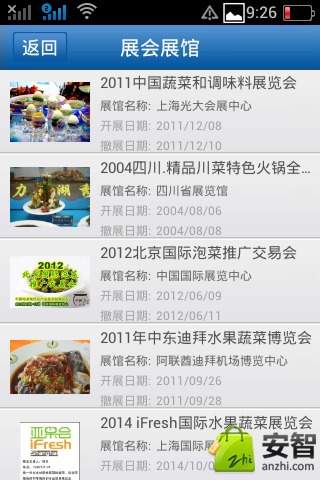 9:26
返回
展会展馆
2011中国蔬菜和调味料展览会
展馆名称: 上海光大会展中心
开展日期: 2011/12/08
撤展日期: 2011/12/10
2004四川.精品川菜特色火锅全...
展馆名称: 四川省展览馆
开展日期: 2004/08/06
撤展日期: 2004/08/08
2012
2012北京国际泡菜推广交易会
展馆名称: 中国国际展览中心
开展日期: 2012/06/09
撤展日期: 2012/06/11
2011年中东迪拜水果蔬菜博览会
展馆名称: 阿联酋迪拜机场博览中心
开展日期: 2011/09/26
撤展日期: 2011/09/28
亚果会
iFresh
2014 iFresh国际水果蔬菜展览会
展馆名称: 上海国际展
开展日期: 2014/10/0
zhi
安智
anzhi.com